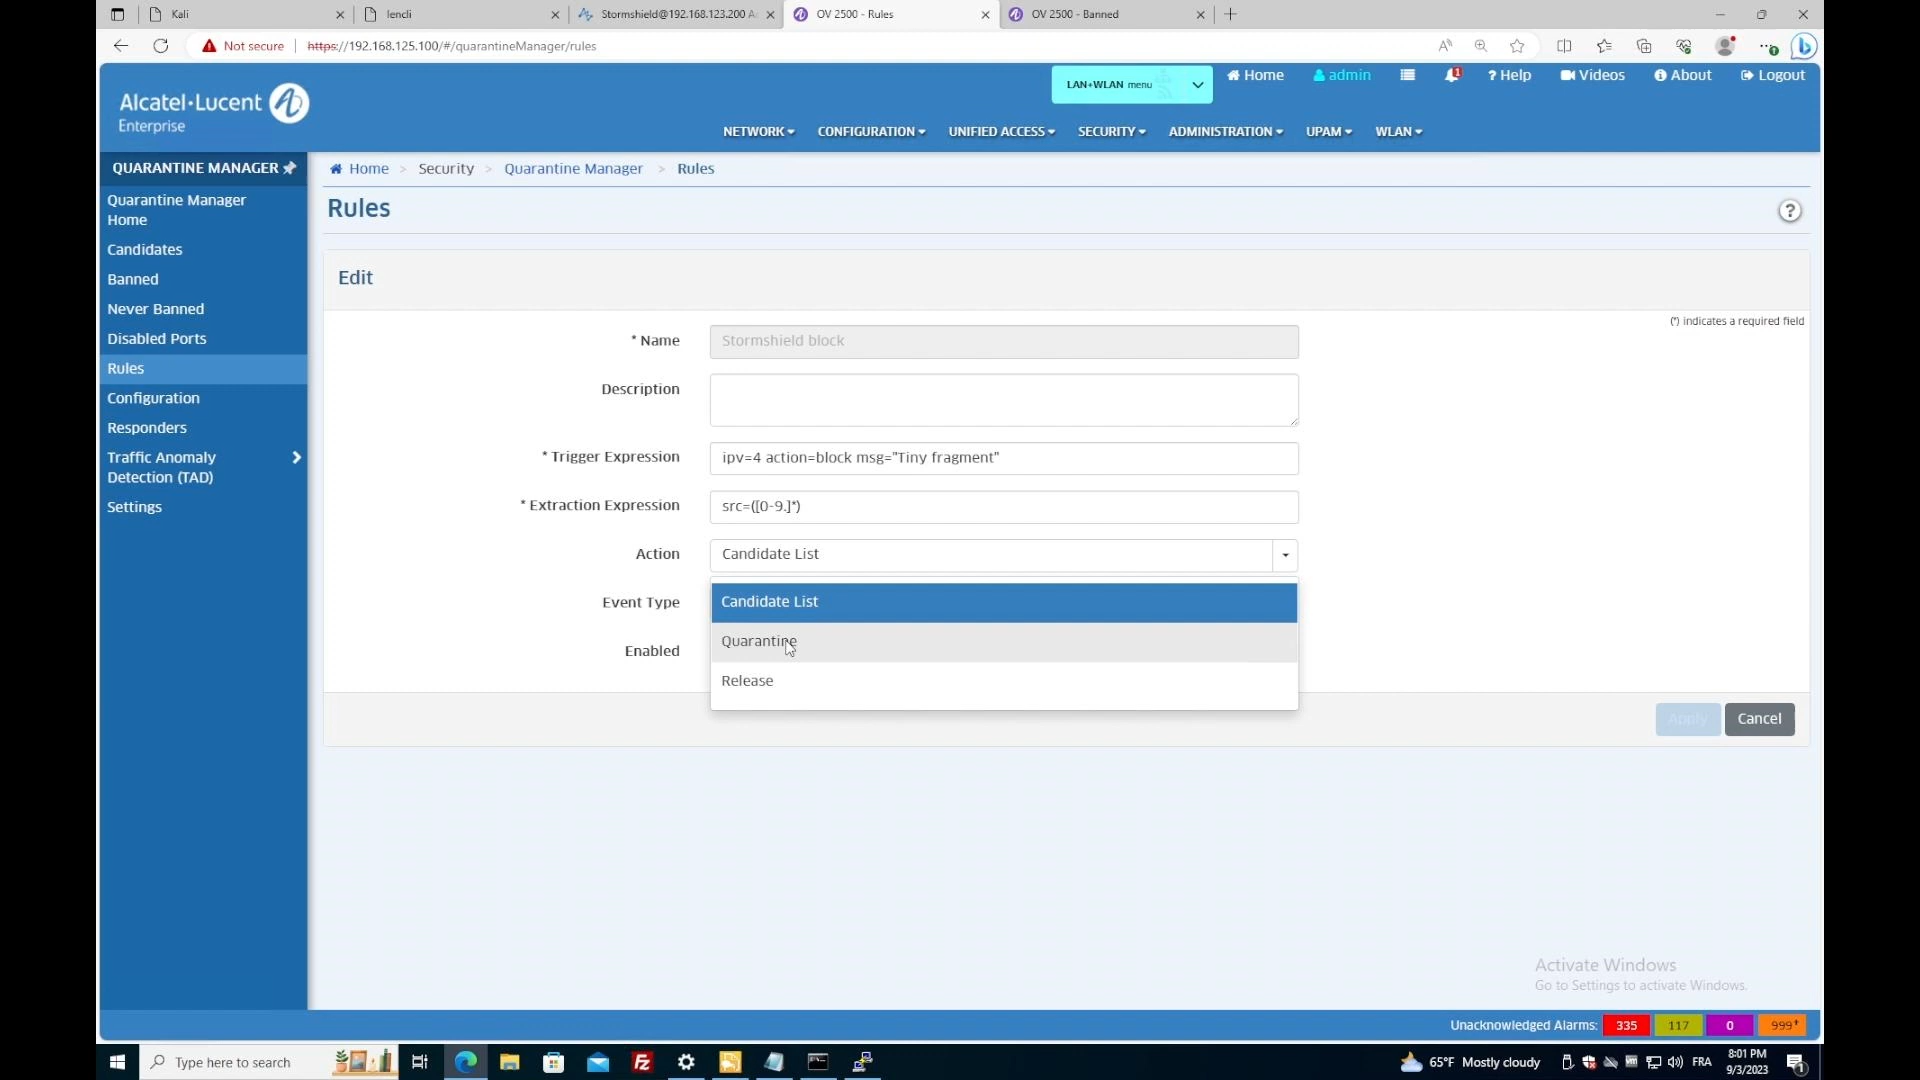 Kali
lencli
Stormshield@192.168.123.200 A
OV 2500 - Rules
OV 2500 - Banned
Not secure
https://192.168.125.100/#/quarantineManager/rules
Alcatel·Lucent
Enterprise
LAN+WLAN menu
Home
admin
1
? Help
Videos
About
Logout
NETWORK
CONFIGURATION
UNIFIED ACCESS
SECURITY
ADMINISTRATION
UPAM
WLAN
QUARANTINE MANAGER
Quarantine Manager
Home
Candidates
Banned
Never Banned
Disabled Ports
Rules
Configuration
Responders
Traffic Anomaly
Detection (TAD)
Settings
Home > Security > Quarantine Manager > Rules
Rules
?
Edit
(*) indicates a required field
* Name
Stormshield block
Description
* Trigger Expression
ipv=4 action=block msg="Tiny fragment"
* Extraction Expression
src=([0-9.]*)
Action
Candidate List
Event Type
Candidate List
Quarantine
Enabled
Release
Apply
Cancel
Activate Windows
Go to Settings to activate Windows.
Unacknowledged Alarms:
335
117
0
999+
Type here to search
65°F Mostly cloudy
FRA
8:01 PM
9/3/2023
1